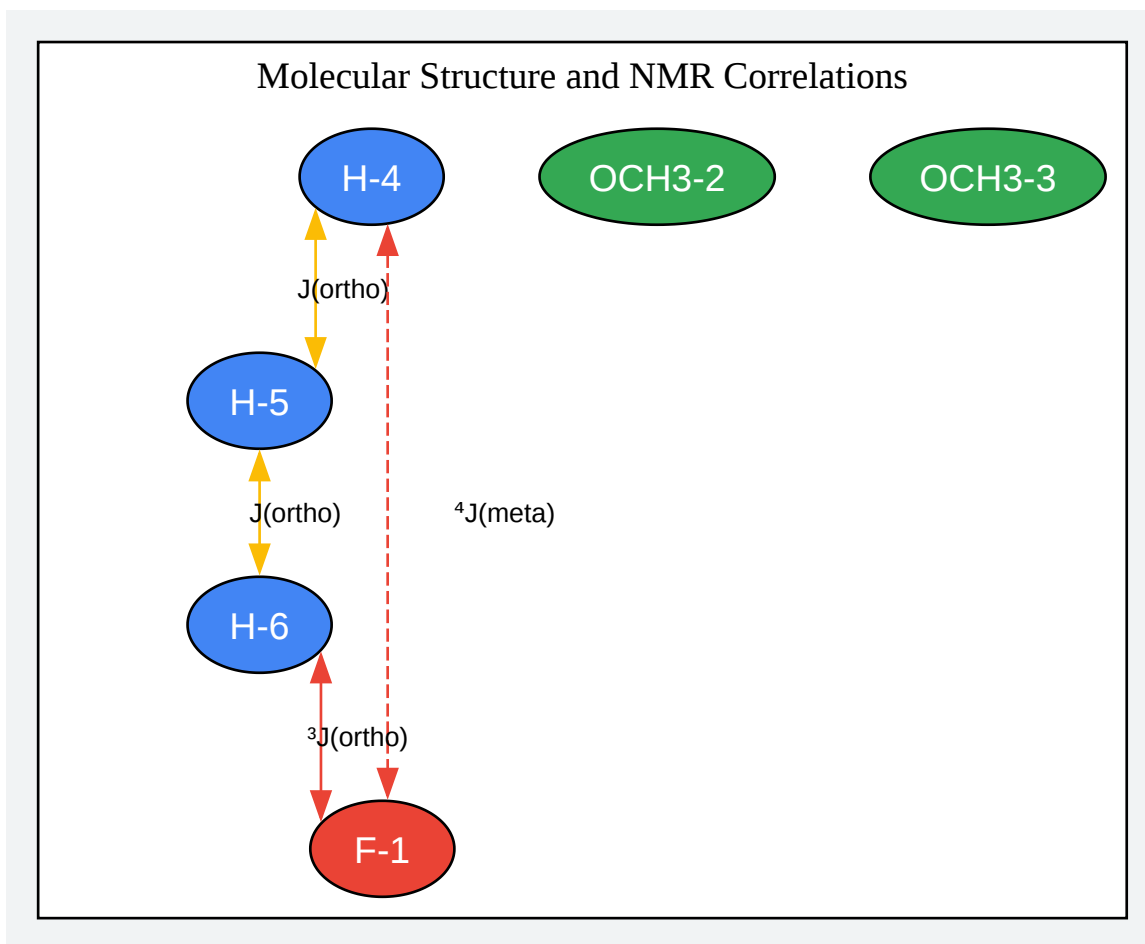 Molecular Structure and NMR Correlations
H-4
OCH3-2
OCH3-3
J(ortho)
H-5
J(ortho)
⁴J(meta)
H-6
³J(ortho)
F-1